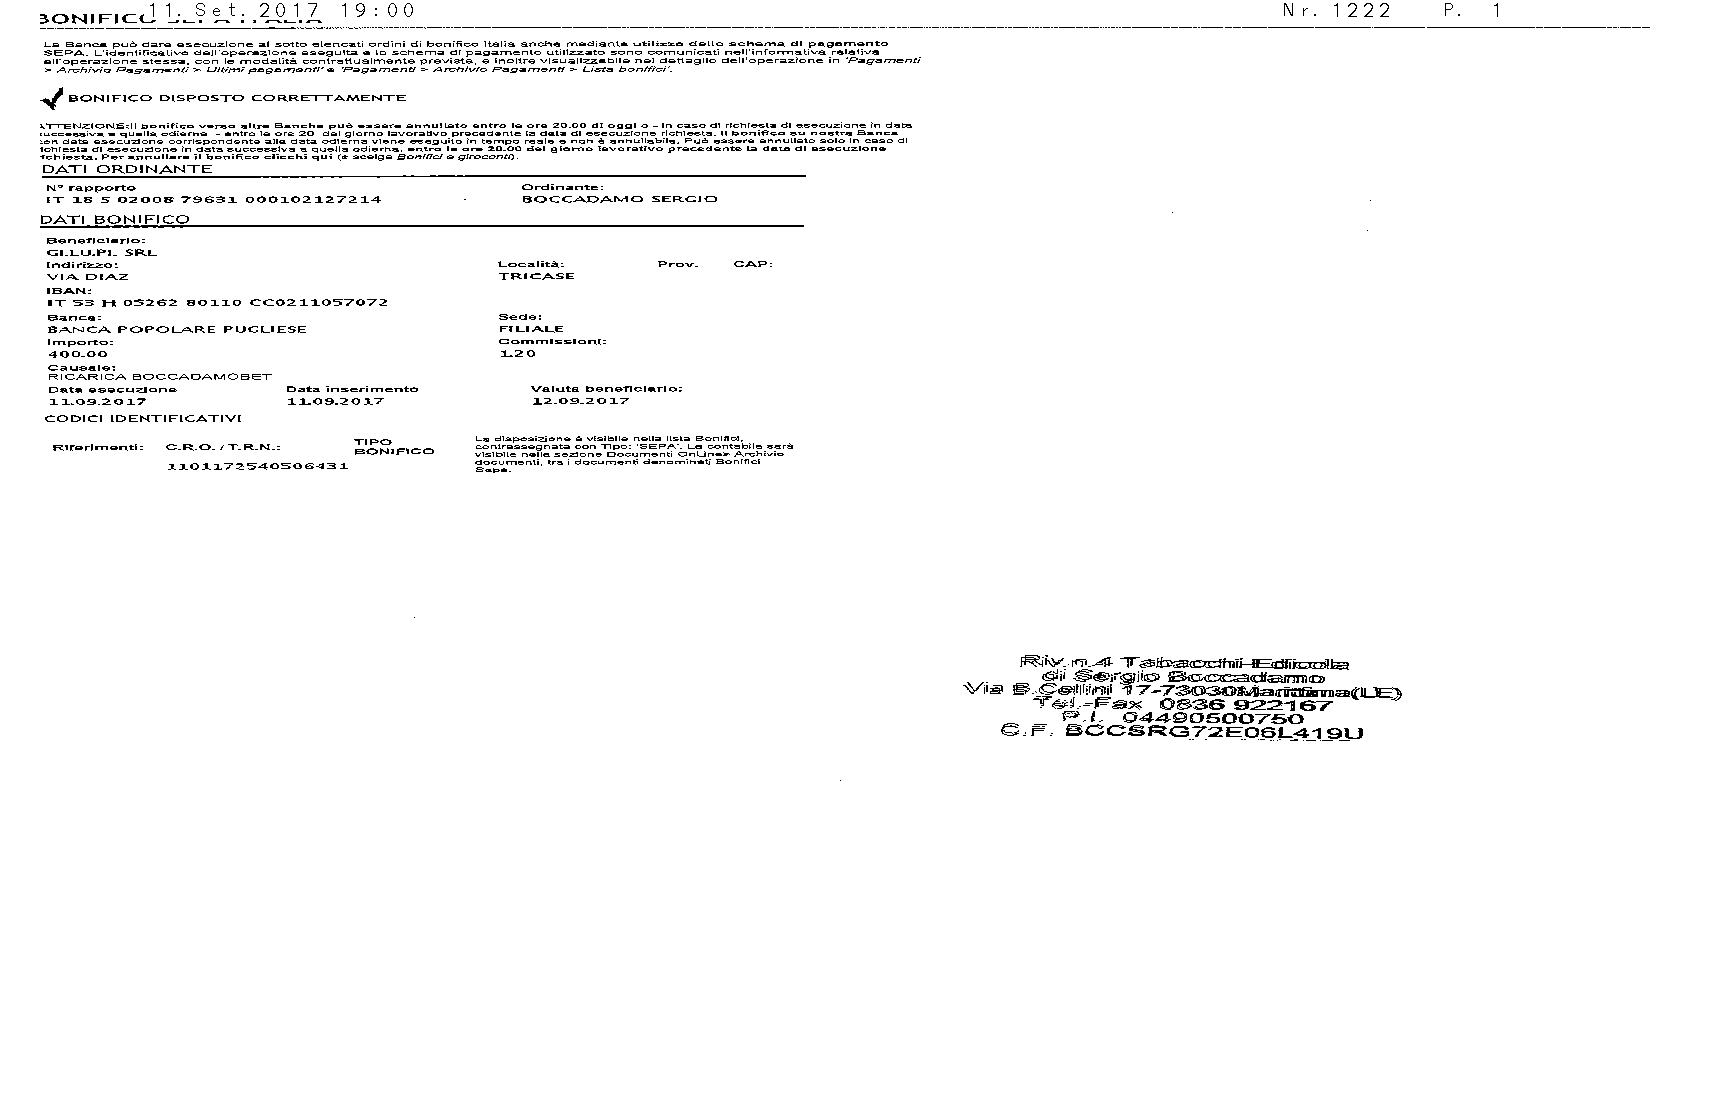 11. Set. 2017 19:00 Nr. 1222 P. 1
BONIFICO
La Banca può dare esecuzione ai sotto elencati ordini di bonifico Italia anche mediante utilizzo dello schema di pagamento
SEPA. L'identificativo dell'operazione eseguita e lo schema di pagamento utilizzato sono comunicati nell'informativa relativa
all'operazione stessa, con le modalità contrattualmente previste, e inoltre visualizzabile nel dettaglio dell'operazione in 'Pagamenti
> Archivio Pagamenti > Ultimi pagamenti' e 'Pagamenti > Archivio Pagamenti > Lista bonifici'.
BONIFICO DISPOSTO CORRETTAMENTE
ATTENZIONE:Il bonifico verso altre Banche può essere annullato entro le ore 20.00 di oggi o - in caso di richiesta di esecuzione in data
successiva a quella odierna - entro le ore 20 del giorno lavorativo precedente la data di esecuzione richiesta. Il bonifico su nostra Banca
con data esecuzione corrispondente alla data odierna viene eseguito in tempo reale e non è annullabile. Può essere annullato solo in caso di
richiesta di esecuzione in data successiva a quella odierna, entro le ore 20.00 del giorno lavorativo precedente la data di esecuzione
richiesta. Per annullare il bonifico clicchi qui (e scelga Bonifici e giroconti).
DATI ORDINANTE
N° rapporto Ordinante:
IT 18 S 02008 79631 000102127214 BOCCADAMO SERGIO
DATI BONIFICO
Beneficiario:
GI.LU.PI. SRL
Indirizzo: Località: Prov. CAP:
VIA DIAZ TRICASE
IBAN:
IT 53 H 05262 80110 CC0211057072
Banca: Sede:
BANCA POPOLARE PUGLIESE FILIALE
Importo: Commissioni:
400.00 1.20
Causale:
RICARICA BOCCADAMOBET
Data esecuzione Data inserimento Valuta beneficiario:
11.09.2017 11.09.2017 12.09.2017
CODICI IDENTIFICATIVI
Riferimenti: C.R.O./T.R.N.: TIPO BONIFICO
1101172540506431
La disposizione è visibile nella lista Bonifici,
contrassegnata con Tipo: 'SEPA'. La contabile sarà
visibile nella sezione Documenti OnLine> Archivio
documenti, tra i documenti denominati Bonifici
Sepa.
Riv.n.4 Tabacchi-Edicola
di Sergio Boccadamo
Via B.Cellini 17-73030Marittima(LE)
Tel.-Fax 0836 922167
P.I. 04490500750
C.F. BCCSRG72E06L419U